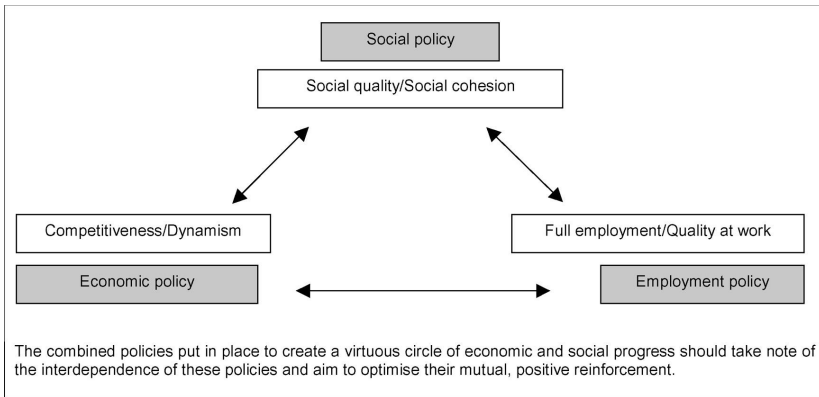 Social policy
Social quality/Social cohesion
Competitiveness/Dynamism
Full employment/Quality at work
Economic policy
Employment policy
The combined policies put in place to create a virtuous circle of economic and social progress should take note of
the interdependence of these policies and aim to optimise their mutual, positive reinforcement.